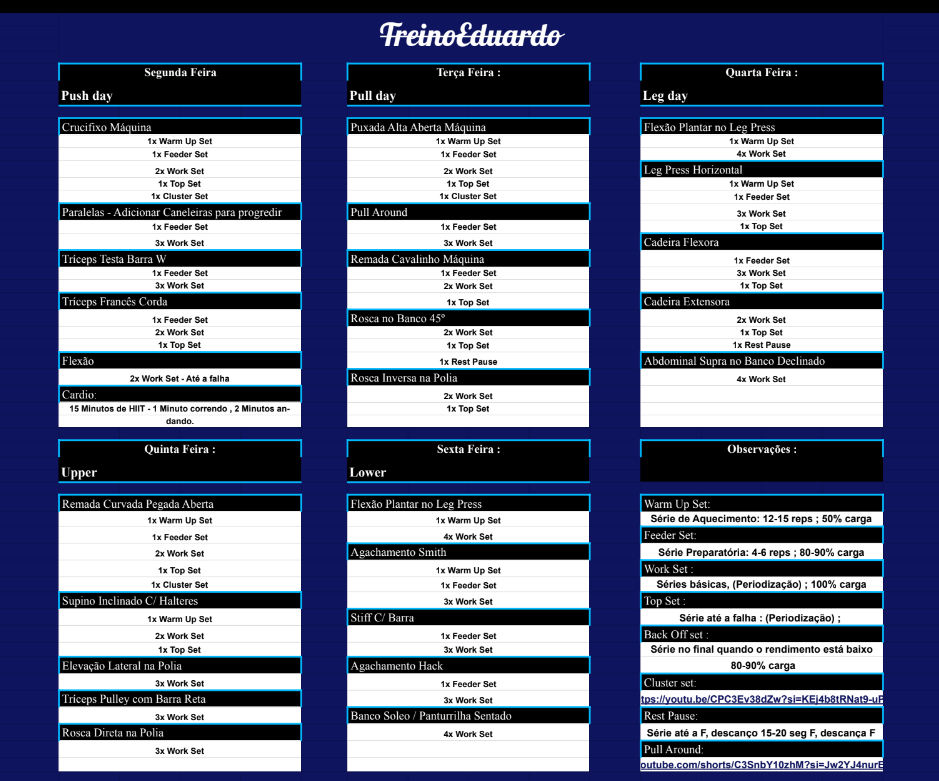 TreinoEduardo
Segunda Feira
Push day
Crucifixo Máquina
1x Warm Up Set
1x Feeder Set
2x Work Set
1x Top Set
1x Cluster Set
Paralelas - Adicionar Caneleiras para progredir
1x Feeder Set
3x Work Set
Tríceps Testa Barra W
1x Feeder Set
3x Work Set
Tríceps Francês Corda
1x Feeder Set
2x Work Set
1x Top Set
Flexão
2x Work Set - Até a falha
Cardio:
15 Minutos de HIIT - 1 Minuto correndo , 2 Minutos an-
dando.
Terça Feira :
Pull day
Puxada Alta Aberta Máquina
1x Warm Up Set
1x Feeder Set
2x Work Set
1x Top Set
1x Cluster Set
Pull Around
1x Feeder Set
3x Work Set
Remada Cavalinho Máquina
1x Feeder Set
2x Work Set
1x Top Set
Rosca no Banco 45º
2x Work Set
1x Top Set
1x Rest Pause
Rosca Inversa na Polia
2x Work Set
1x Top Set
Quarta Feira :
Leg day
Flexão Plantar no Leg Press
1x Warm Up Set
4x Work Set
Leg Press Horizontal
1x Warm Up Set
1x Feeder Set
3x Work Set
1x Top Set
Cadeira Flexora
1x Feeder Set
3x Work Set
1x Top Set
Cadeira Extensora
2x Work Set
1x Top Set
1x Rest Pause
Abdominal Supra no Banco Declinado
4x Work Set
Quinta Feira :
Upper
Remada Curvada Pegada Aberta
1x Warm Up Set
1x Feeder Set
2x Work Set
1x Top Set
1x Cluster Set
Supino Inclinado C/ Halteres
1x Warm Up Set
2x Work Set
1x Top Set
Elevação Lateral na Polia
3x Work Set
Tríceps Pulley com Barra Reta
3x Work Set
Rosca Direta na Polia
3x Work Set
Sexta Feira :
Lower
Flexão Plantar no Leg Press
1x Warm Up Set
4x Work Set
Agachamento Smith
1x Warm Up Set
1x Feeder Set
3x Work Set
Stiff C/ Barra
1x Feeder Set
3x Work Set
Agachamento Hack
1x Feeder Set
3x Work Set
Banco Soleo / Panturrilha Sentado
4x Work Set
Observações :
Warm Up Set:
Série de Aquecimento: 12-15 reps ; 50% carga
Feeder Set:
Série Preparatória: 4-6 reps ; 80-90% carga
Work Set :
Séries básicas, (Periodização) ; 100% carga
Top Set :
Série até a falha : (Periodização) ;
Back Off set :
Série no final quando o rendimento está baixo
80-90% carga
Cluster set:
tps://youtu.be/CPC3Ev38dZw?si=KEj4b8tRNat9-uF
Rest Pause:
Série até a F, descanço 15-20 seg F, descança F
Pull Around:
outube.com/shorts/C3SnbY10zhM?si=Jw2YJ4nurE